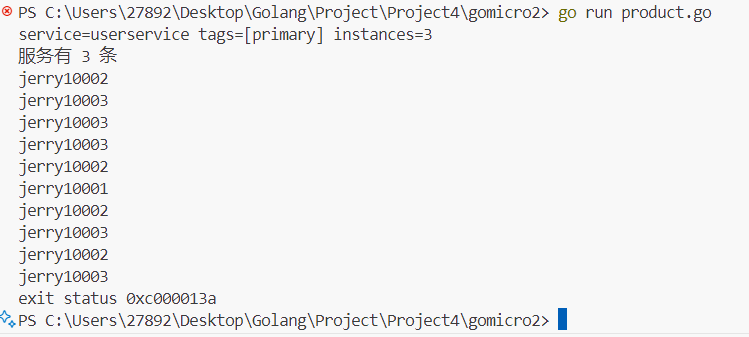 PS C:\Users\27892\Desktop\Golang\Project\Project4\gomicro2> go run product.go
service=userservice tags=[primary] instances=3
服务有 3 条
jerry10002
jerry10003
jerry10003
jerry10003
jerry10002
jerry10001
jerry10002
jerry10003
jerry10002
jerry10003
exit status 0xc000013a
PS C:\Users\27892\Desktop\Golang\Project\Project4\gomicro2>